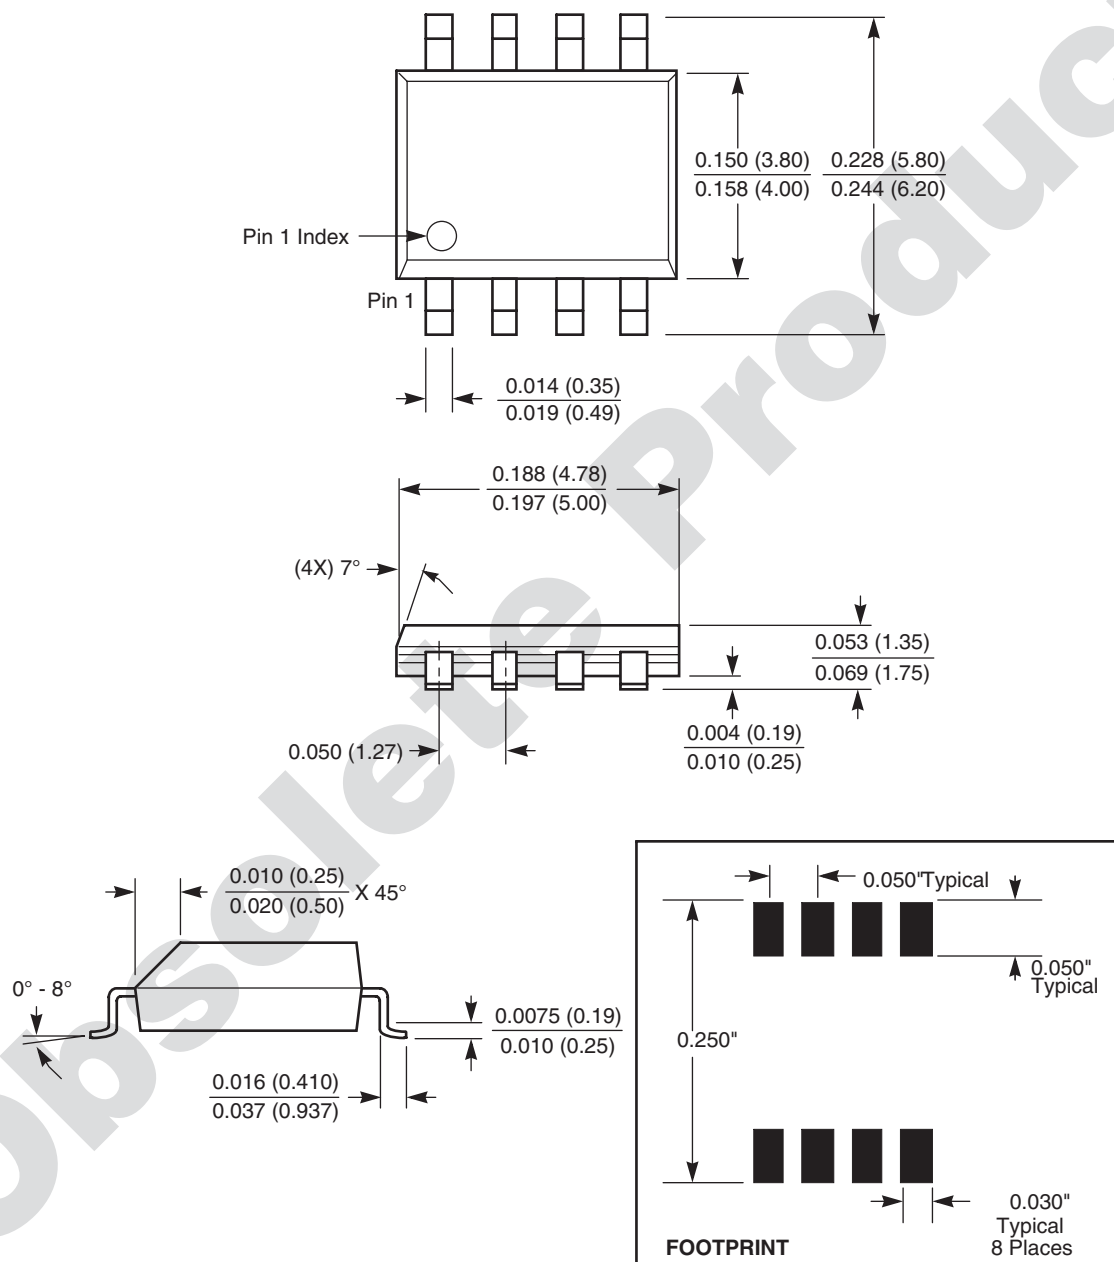 0.150 (3.80)
0.158 (4.00)
0.228 (5.80)
0.244 (6.20)
Pin 1 Index
Pin 1
0.014 (0.35)
0.019 (0.49)
0.188 (4.78)
0.197 (5.00)
(4X) 7°
0.053 (1.35)
0.069 (1.75)
0.004 (0.19)
0.010 (0.25)
0.050 (1.27)
0.010 (0.25)
0.020 (0.50)
X 45°
0° - 8°
0.0075 (0.19)
0.010 (0.25)
0.016 (0.410)
0.037 (0.937)
0.050"Typical
0.050"
Typical
0.250"
0.030"
Typical
8 Places
FOOTPRINT
Obsolete Produc